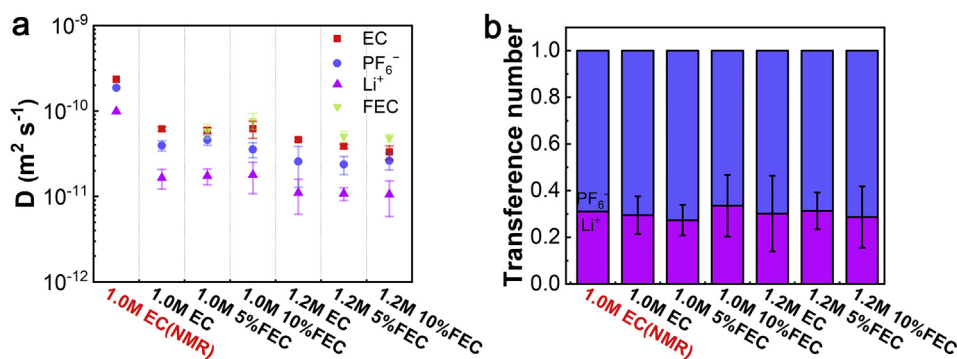 a
D (m² s⁻¹)
10⁻⁹
10⁻¹⁰
10⁻¹¹
10⁻¹²
EC
PF₆⁻
Li⁺
FEC
1.0M EC(NMR)
1.0M EC
1.0M 5%FEC
1.0M 10%FEC
1.2M EC
1.2M 5%FEC
1.2M 10%FEC
b
Transference number
1.0
0.8
0.6
0.4
0.2
0.0
PF₆⁻
Li⁺
1.0M EC(NMR)
1.0M EC
1.0M 5%FEC
1.0M 10%FEC
1.2M EC
1.2M 5%FEC
1.2M 10%FEC